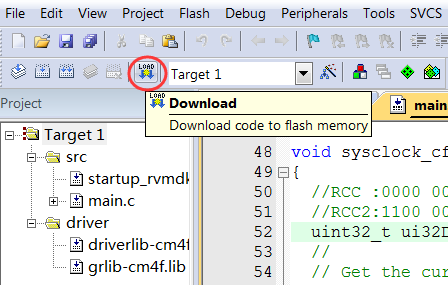 View Project Flash Debug Peripherals Tools SVCS
LOAD
Target 1
Project
LOAD Download
Download code to flash memory
main
Target 1
src
startup_rvmdk
main.c
driver
driverlib-cm4f
grlib-cm4f.lib
48 void sysclock_cf
49 {
50 //RCC :0000 00
51 //RCC2:1100 00
52 uint32_t ui32D
53 //
54 // Get the cur